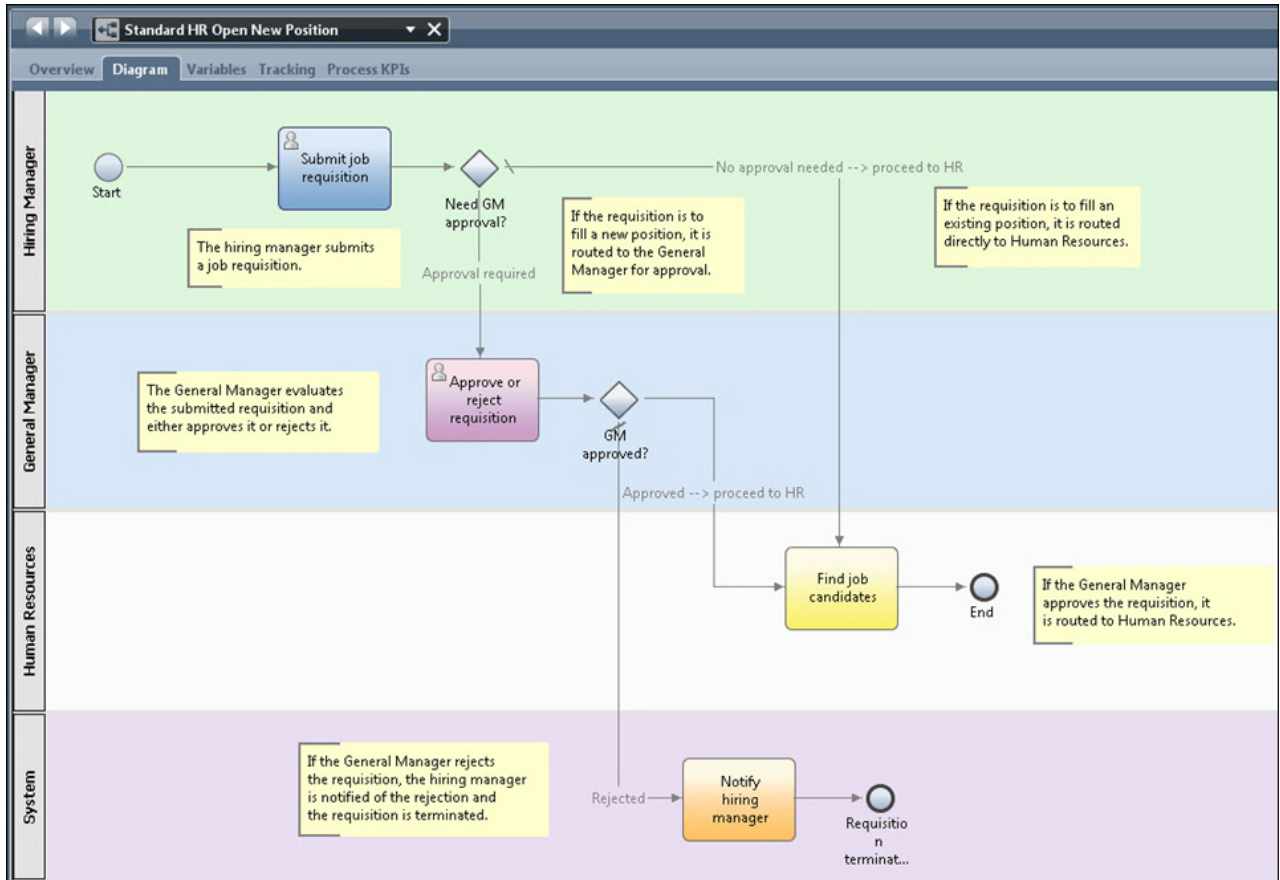 Standard HR Open New Position
Overview Diagram Variables Tracking Process KPIs
Hiring Manager
Start
Submit job
requisition
Need GM
approval?
No approval needed --> proceed to HR
The hiring manager submits
a job requisition.
Approval required
If the requisition is to
fill a new position, it is
routed to the General
Manager for approval.
If the requisition is to fill an
existing position, it is routed
directly to Human Resources.
General Manager
The General Manager evaluates
the submitted requisition and
either approves it or rejects it.
Approve or
reject
requisition
GM
approved?
Approved --> proceed to HR
Human Resources
Find job
candidates
End
If the General Manager
approves the requisition, it
is routed to Human Resources.
System
If the General Manager rejects
the requisition, the hiring manager
is notified of the rejection and
the requisition is terminated.
Rejected
Notify
hiring
manager
Requisitio
n
terminat...